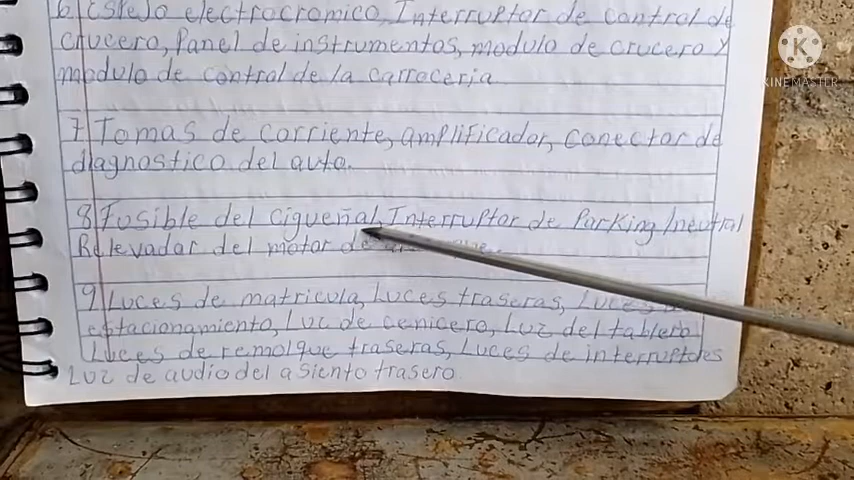 6 Espejo electrocromico, Interruptor de control de
crucero, Panel de instrumentos, modulo de crucero y
modulo de control de la carroceria
7 Tomas de corriente, amplificador, conector de
diagnostico del auto.
8 Fusible del cigueñal, Interruptor de Parking/neutral
Relevador del motor de
9 Luces de matricula, Luces traseras, Luces de
estacionamiento, Luz de cenicero, Luz del tablero
Luces de remolque traseras, Luces de interruptores
Luz de audio del asiento trasero
KINEMASTER